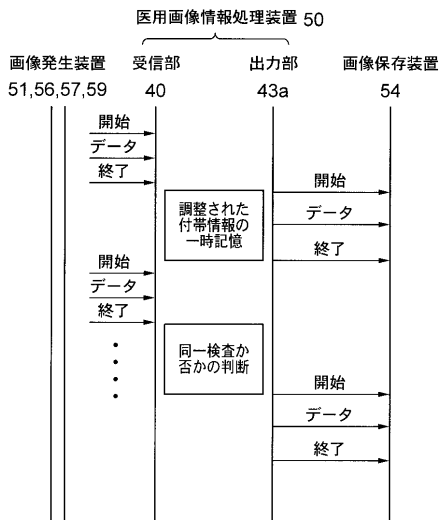 医用画像情報処理装置 50
画像発生装置 受信部 出力部 画像保存装置
51,56,57,59 40 43a 54
開始
データ
終了
調整された
付帯情報の
一時記憶
開始
データ
終了
開始
データ
終了
同一検査か
否かの判断
開始
データ
終了